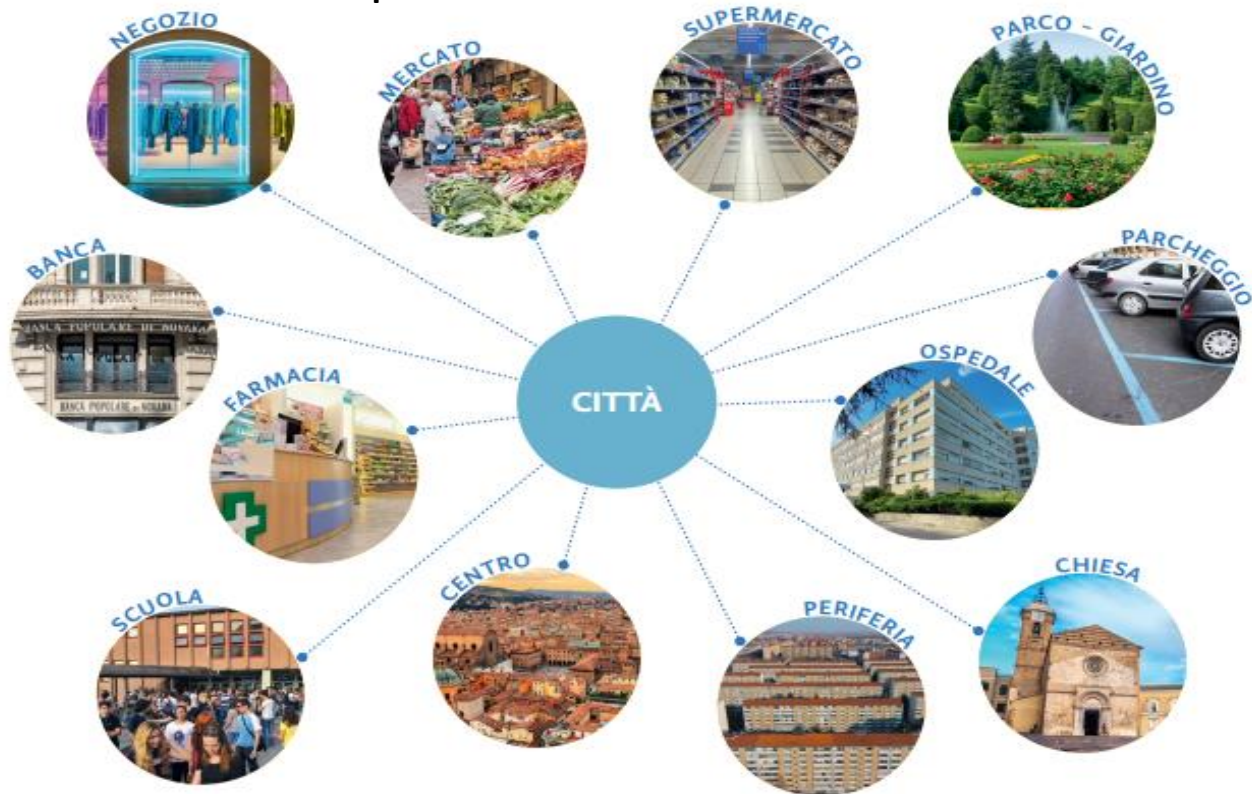 NEGOZIO
MERCATO
SUPERMERCATO
PARCO - GIARDINO
BANCA
BANCA POPOLARE DI NOVARA
BANCA POPOLARE DI NOVARA
PARCHEGGIO
FARMACIA
CITTÀ
OSPEDALE
SCUOLA
CENTRO
PERIFERIA
CHIESA